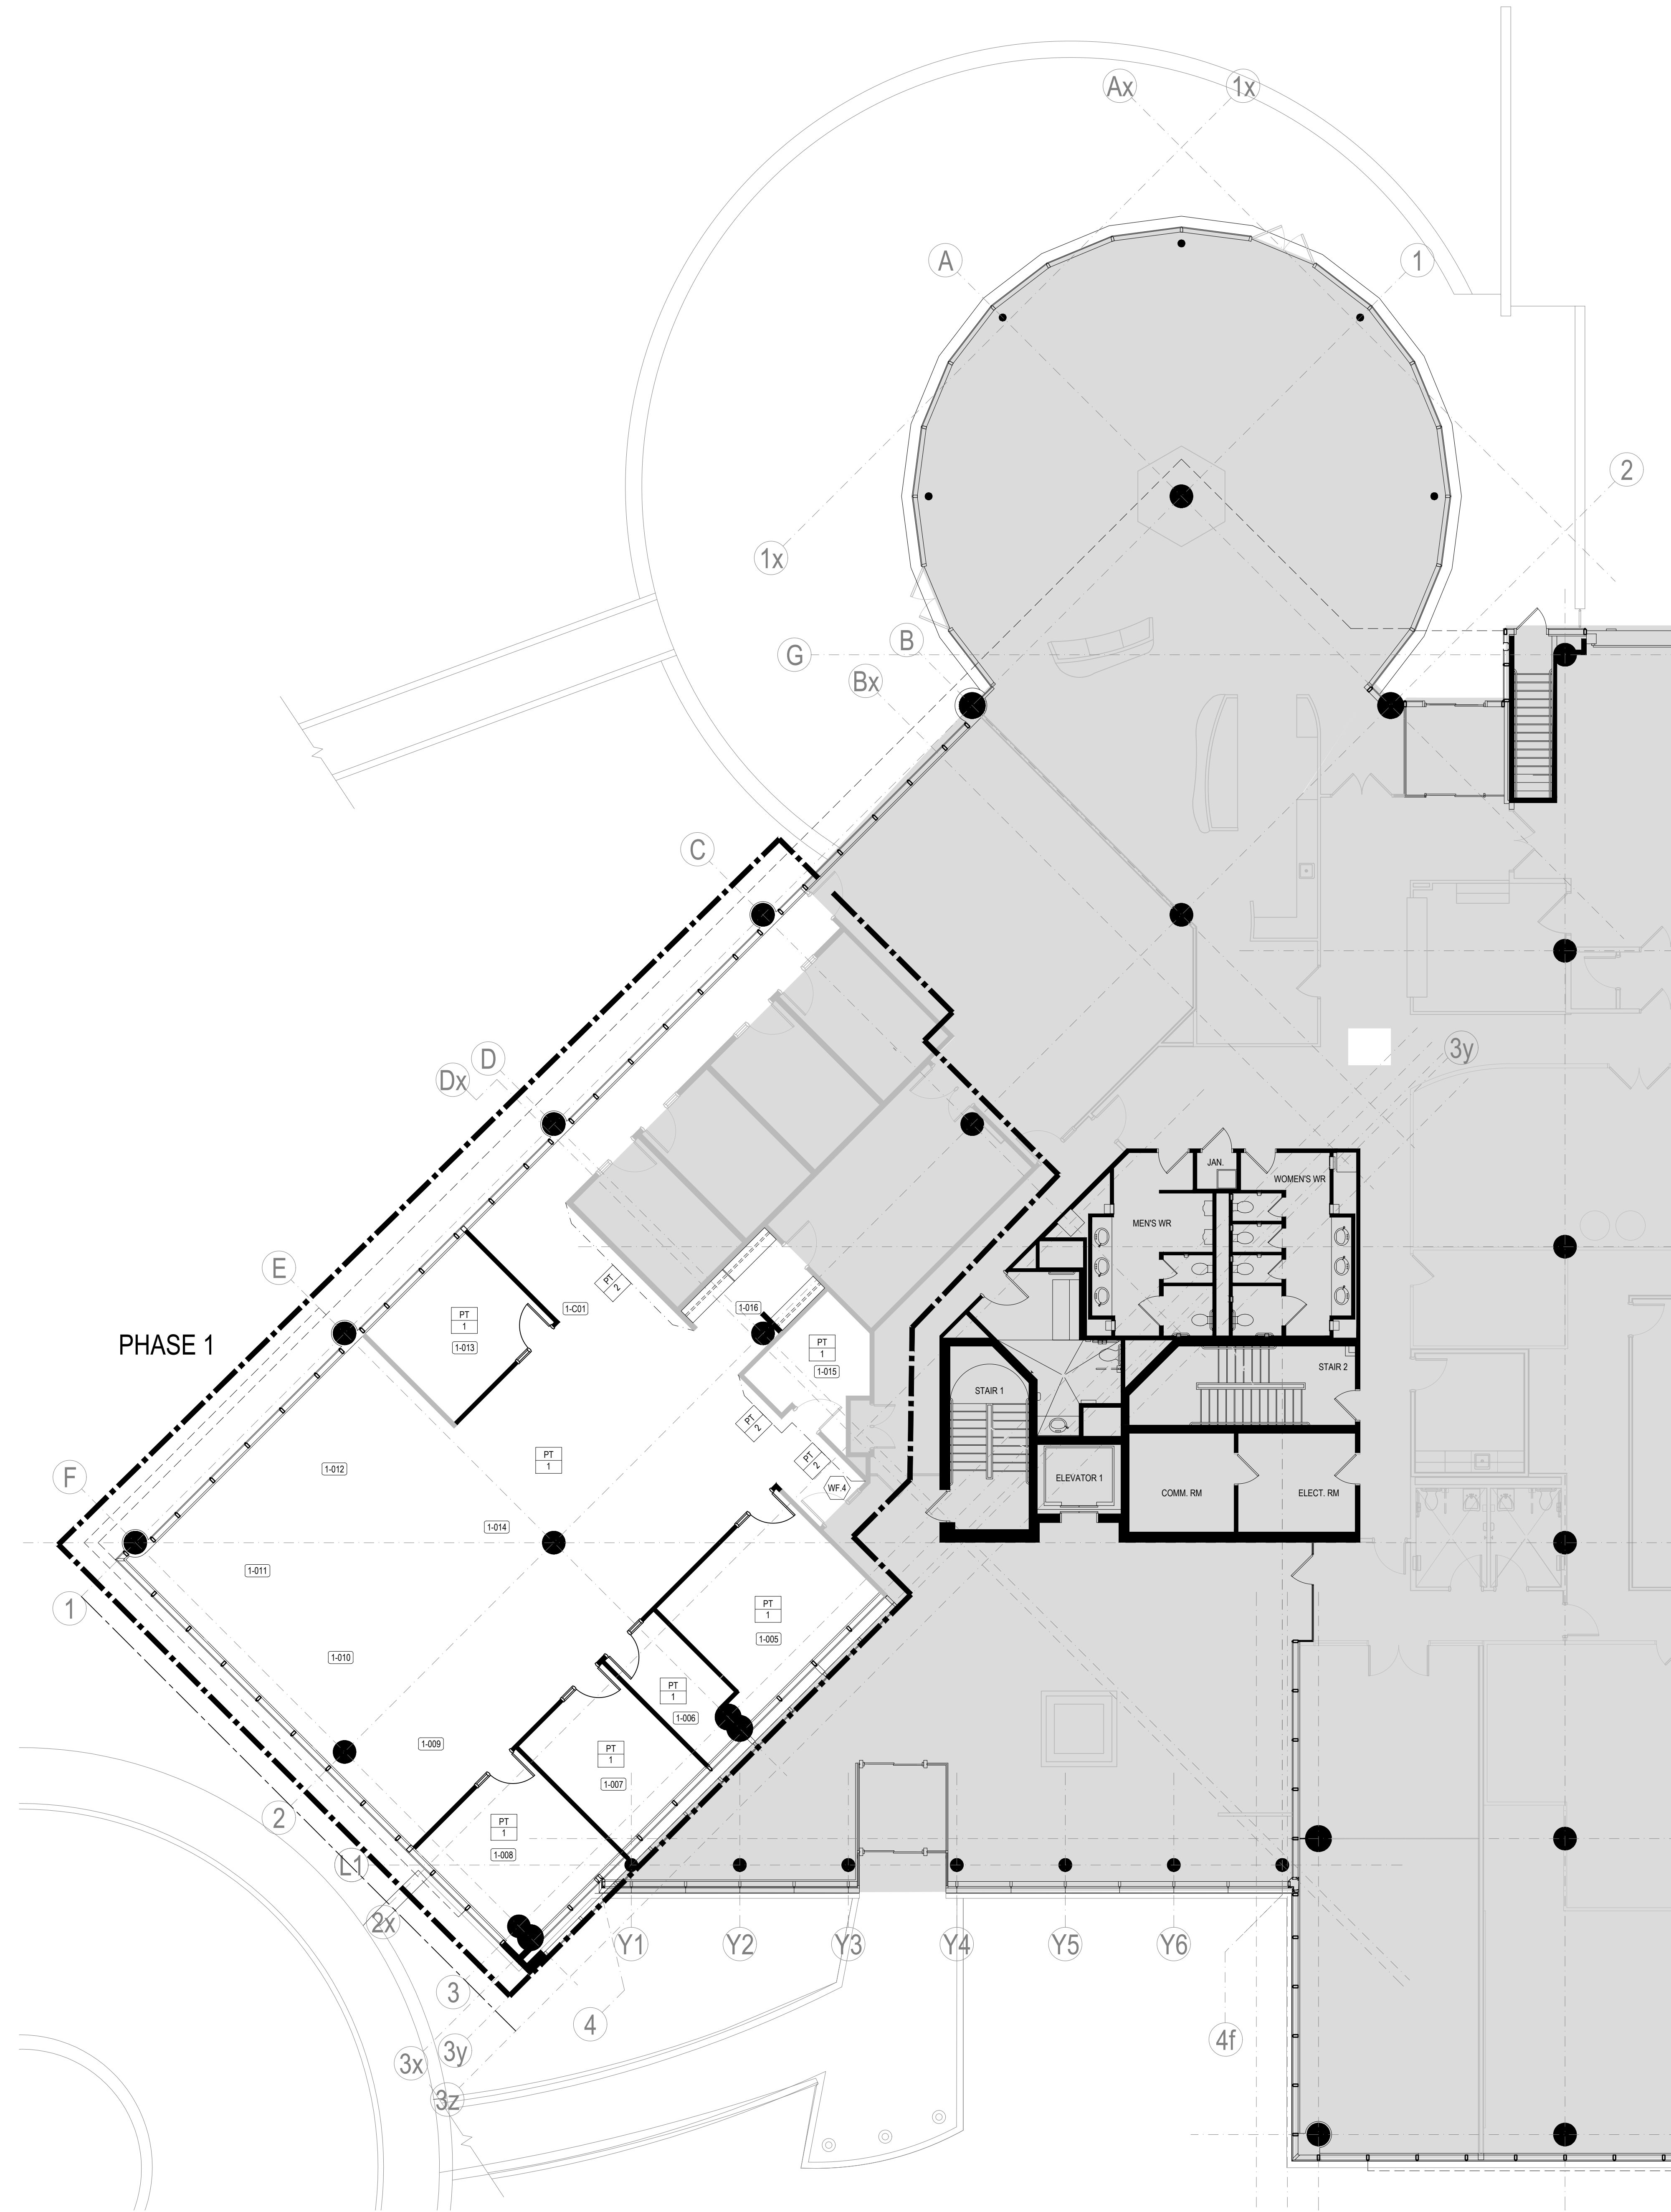 Ax
1x
A
1
2
1x
B
G
Bx
C
3y
D
Dx
JAN.
WOMEN'S WR
MEN'S WR
E
PT
2
1-C01
1-016
PHASE 1
PT
1
1-013
PT
1
1-015
STAIR 2
STAIR 1
PT
2
PT
1
PT
2
1-012
F
ELEVATOR 1
WF.4
COMM. RM
ELECT. RM
1-014
1-011
1
PT
1
1-005
1-010
PT
1
1-006
1-009
PT
1
1-007
2
PT
1
1-008
L1
2x
Y1
Y2
Y3
Y4
Y5
Y6
3
4
4f
3y
3x
3z